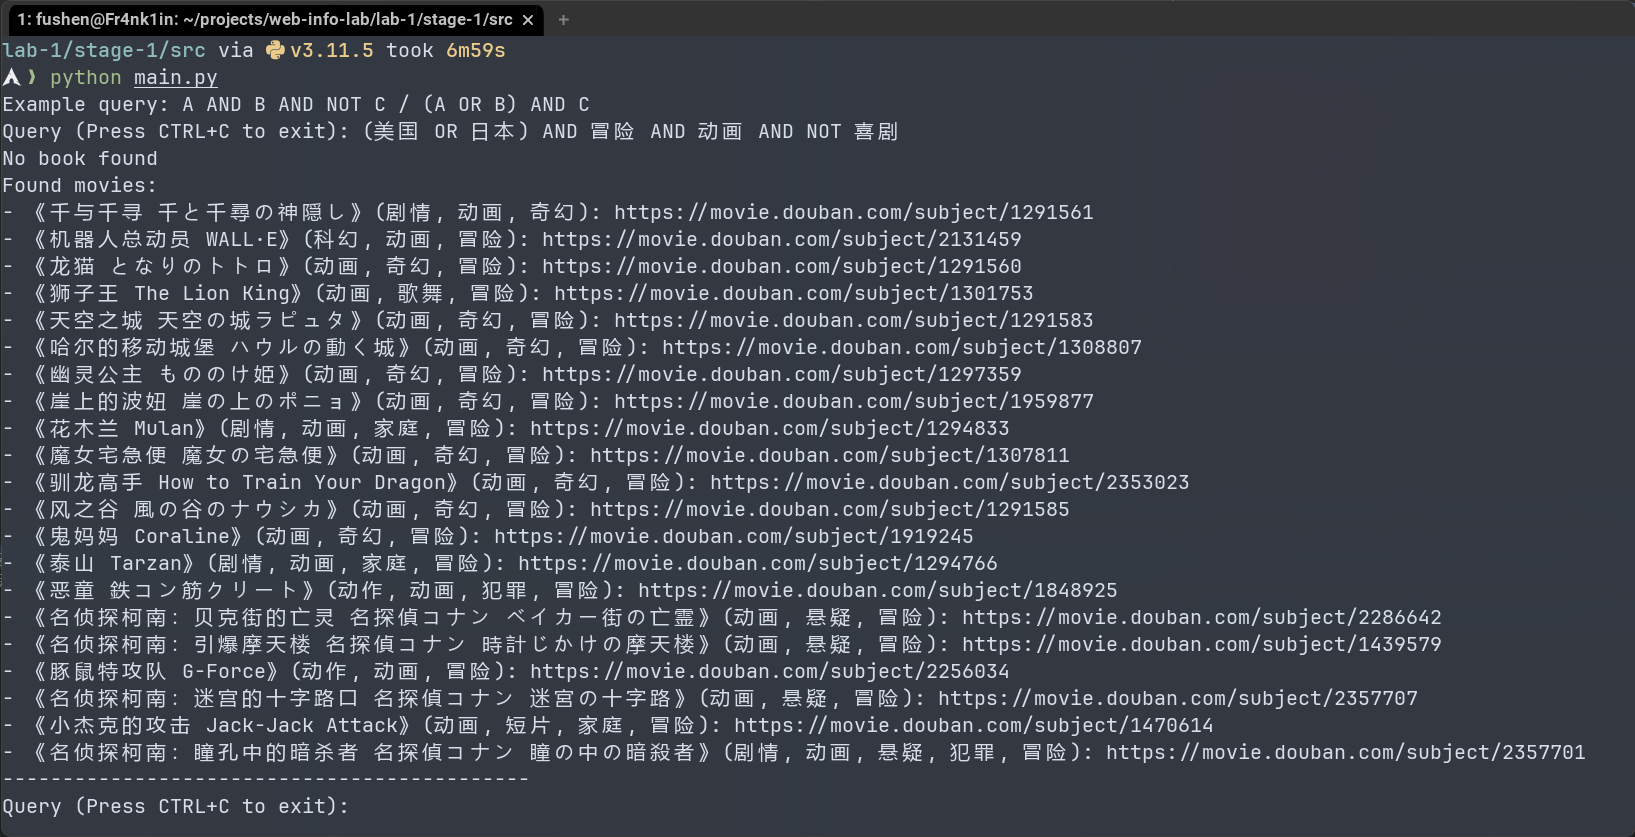 1: fushen@Fr4nk1in: ~/projects/web-info-lab/lab-1/stage-1/src × +
lab-1/stage-1/src via v3.11.5 took 6m59s
❯ python main.py
Example query: A AND B AND NOT C / (A OR B) AND C
Query (Press CTRL+C to exit): (美国 OR 日本) AND 冒险 AND 动画 AND NOT 喜剧
No book found
Found movies:
- 《千与千寻 千と千尋の神隠し》(剧情, 动画, 奇幻): https://movie.douban.com/subject/1291561
- 《机器人总动员 WALL·E》(科幻, 动画, 冒险): https://movie.douban.com/subject/2131459
- 《龙猫 となりのトトロ》(动画, 奇幻, 冒险): https://movie.douban.com/subject/1291560
- 《狮子王 The Lion King》(动画, 歌舞, 冒险): https://movie.douban.com/subject/1301753
- 《天空之城 天空の城ラピュタ》(动画, 奇幻, 冒险): https://movie.douban.com/subject/1291583
- 《哈尔的移动城堡 ハウルの動く城》(动画, 奇幻, 冒险): https://movie.douban.com/subject/1308807
- 《幽灵公主 もののけ姫》(动画, 奇幻, 冒险): https://movie.douban.com/subject/1297359
- 《崖上的波妞 崖の上のポニョ》(动画, 奇幻, 冒险): https://movie.douban.com/subject/1959877
- 《花木兰 Mulan》(剧情, 动画, 家庭, 冒险): https://movie.douban.com/subject/1294833
- 《魔女宅急便 魔女の宅急便》(动画, 奇幻, 冒险): https://movie.douban.com/subject/1307811
- 《驯龙高手 How to Train Your Dragon》(动画, 奇幻, 冒险): https://movie.douban.com/subject/2353023
- 《风之谷 風の谷のナウシカ》(动画, 奇幻, 冒险): https://movie.douban.com/subject/1291585
- 《鬼妈妈 Coraline》(动画, 奇幻, 冒险): https://movie.douban.com/subject/1919245
- 《泰山 Tarzan》(剧情, 动画, 家庭, 冒险): https://movie.douban.com/subject/1294766
- 《恶童 鉄コン筋クリート》(动作, 动画, 犯罪, 冒险): https://movie.douban.com/subject/1848925
- 《名侦探柯南: 贝克街的亡灵 名探偵コナン ベイカー街の亡霊》(动画, 悬疑, 冒险): https://movie.douban.com/subject/2286642
- 《名侦探柯南: 引爆摩天楼 名探偵コナン 時計じかけの摩天楼》(动画, 悬疑, 冒险): https://movie.douban.com/subject/1439579
- 《豚鼠特攻队 G-Force》(动作, 动画, 冒险): https://movie.douban.com/subject/2256034
- 《名侦探柯南: 迷宫的十字路口 名探偵コナン 迷宮の十字路》(动画, 悬疑, 冒险): https://movie.douban.com/subject/2357707
- 《小杰克的攻击 Jack-Jack Attack》(动画, 短片, 家庭, 冒险): https://movie.douban.com/subject/1470614
- 《名侦探柯南: 瞳孔中的暗杀者 名探偵コナン 瞳の中の暗殺者》(剧情, 动画, 悬疑, 犯罪, 冒险): https://movie.douban.com/subject/2357701
--------------------------------------------
Query (Press CTRL+C to exit):